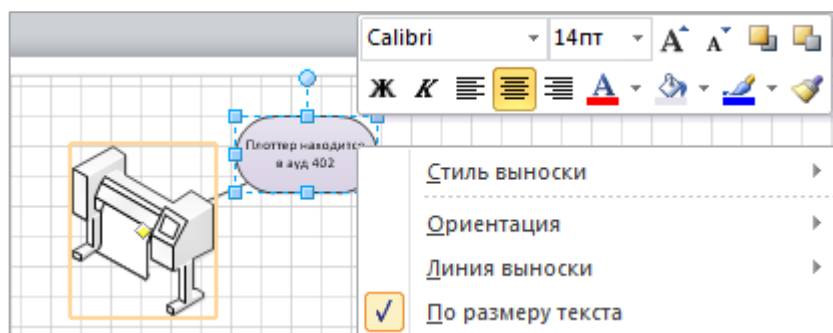 Calibri 14пт А А
Ж К А
Плоттер находится
в ауд 402
Стиль выноски
Ориентация
Линия выноски
По размеру текста